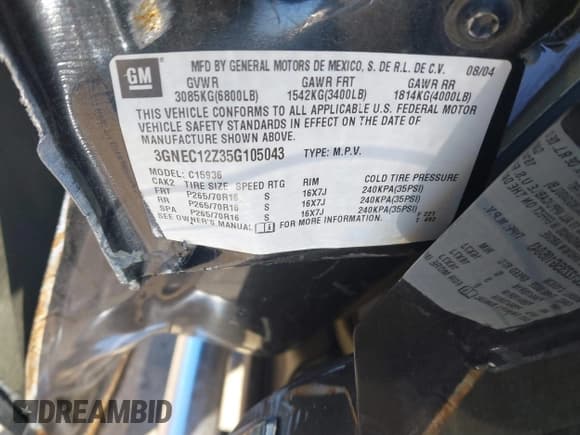 GM
MFD BY GENERAL MOTORS DE MEXICO, S. DE R.L. DE C.V. 08/04
GVWR GAWR FRT GAWR RR
3085KG(6800LB) 1542KG(3400LB) 1814KG(4000LB)
THIS VEHICLE CONFORMS TO ALL APPLICABLE U.S. FEDERAL MOTOR
VEHICLE SAFETY STANDARDS IN EFFECT ON THE DATE OF
MANUFACTURE SHOWN ABOVE.
3GNEC12Z35G105043 TYPE: M.P.V.
MODEL: C15936
CAK2 TIRE SIZE SPEED RTG RIM COLD TIRE PRESSURE
FRT P265/70R16 S 16X7J 240KPA(35PSI)
RR P265/70R16 S 16X7J 240KPA(35PSI)
SPA P265/70R16 S 16X7J 240KPA(35PSI)
SEE OWNER'S MANUAL FOR MORE INFORMATION.
DREAMBID